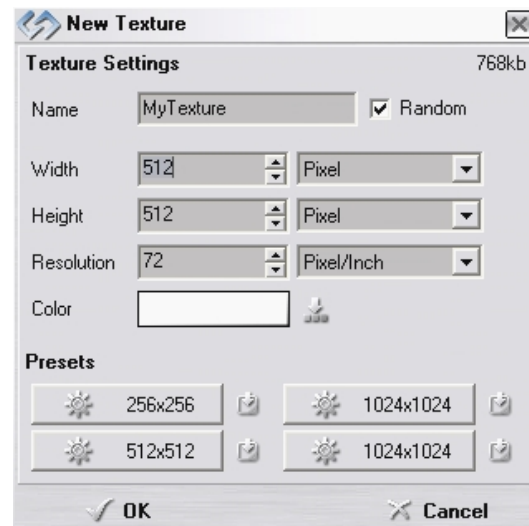 New Texture
Texture Settings 768kb
Name MyTexture Random
Width 512 Pixel
Height 512 Pixel
Resolution 72 Pixel/Inch
Color
Presets
256x256 1024x1024
512x512 1024x1024
OK Cancel